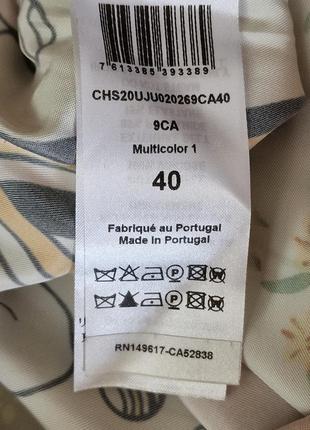 7613385393389
CHS20UJU020269CA40
9CA
Multicolor 1
40
Fabriqué au Portugal
Made in Portugal
RN149617-CA52838